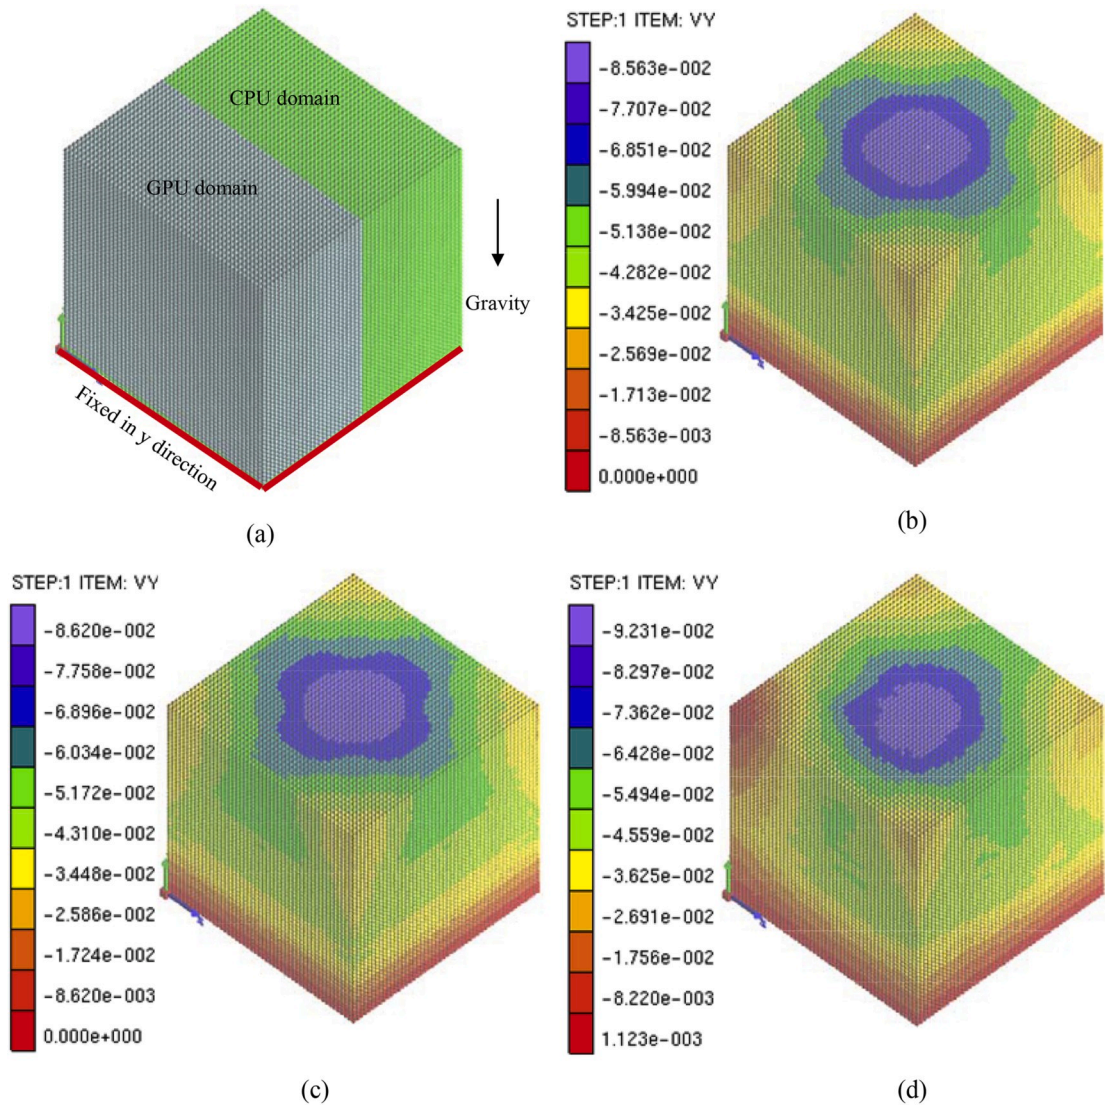 CPU domain
GPU domain
Gravity
Fixed in y direction
(a)
STEP:1 ITEM: VY
-8.563e-002
-7.707e-002
-6.851e-002
-5.994e-002
-5.138e-002
-4.282e-002
-3.425e-002
-2.569e-002
-1.713e-002
-8.563e-003
0.000e+000
(b)
STEP:1 ITEM: VY
-8.620e-002
-7.758e-002
-6.896e-002
-6.034e-002
-5.172e-002
-4.310e-002
-3.448e-002
-2.586e-002
-1.724e-002
-8.620e-003
0.000e+000
(c)
STEP:1 ITEM: VY
-9.231e-002
-8.297e-002
-7.362e-002
-6.428e-002
-5.494e-002
-4.559e-002
-3.625e-002
-2.691e-002
-1.756e-002
-8.220e-003
1.123e-003
(d)